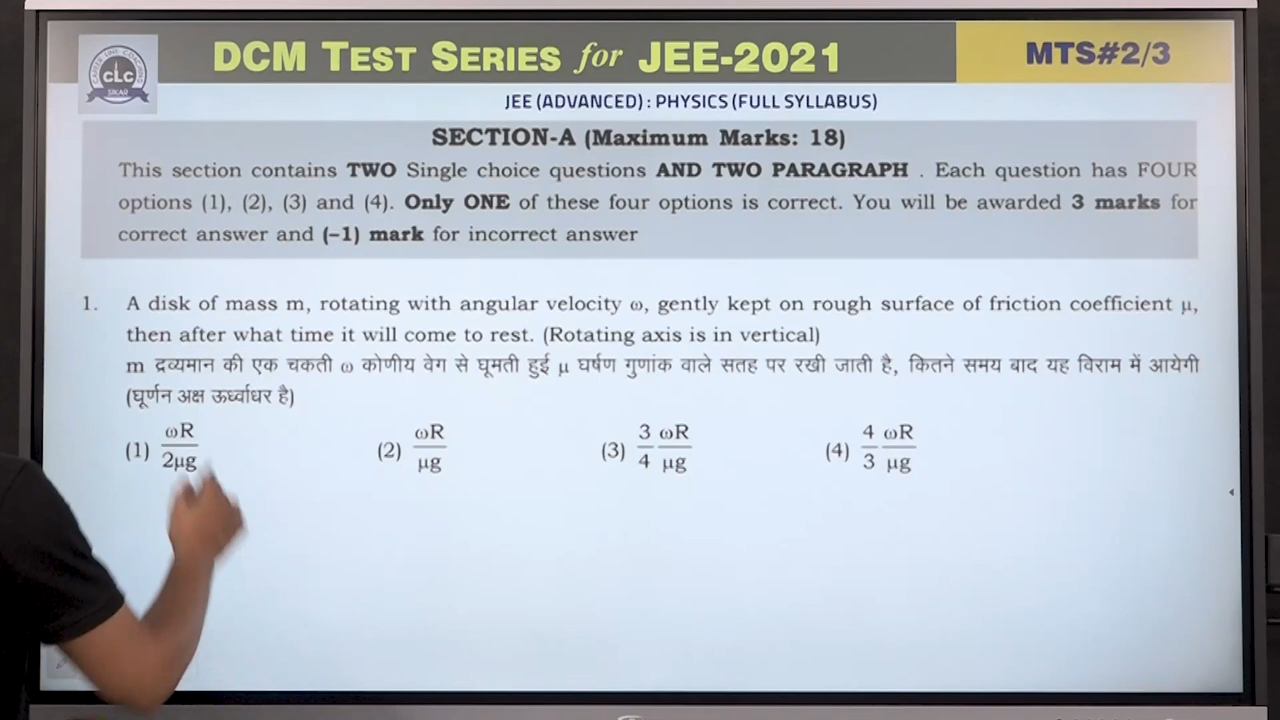 DCM TEST SERIES for JEE-2021
MTS#2/3
CLC
SIKAR
JEE (ADVANCED) : PHYSICS (FULL SYLLABUS)
SECTION-A (Maximum Marks: 18)
This section contains TWO Single choice questions AND TWO PARAGRAPH . Each question has FOUR
options (1), (2), (3) and (4). Only ONE of these four options is correct. You will be awarded 3 marks for
correct answer and (–1) mark for incorrect answer
1. A disk of mass m, rotating with angular velocity ω, gently kept on rough surface of friction coefficient μ,
then after what time it will come to rest. (Rotating axis is in vertical)
m द्रव्यमान की एक चकती ω कोणीय वेग से घूमती हुई μ घर्षण गुणांक वाले सतह पर रखी जाती है, कितने समय बाद यह विराम में आयेगी
(घूर्णन अक्ष ऊर्ध्वाधर है)
(1) ωR/2μg (2) ωR/μg (3) 3/4 ωR/μg (4) 4/3 ωR/μg